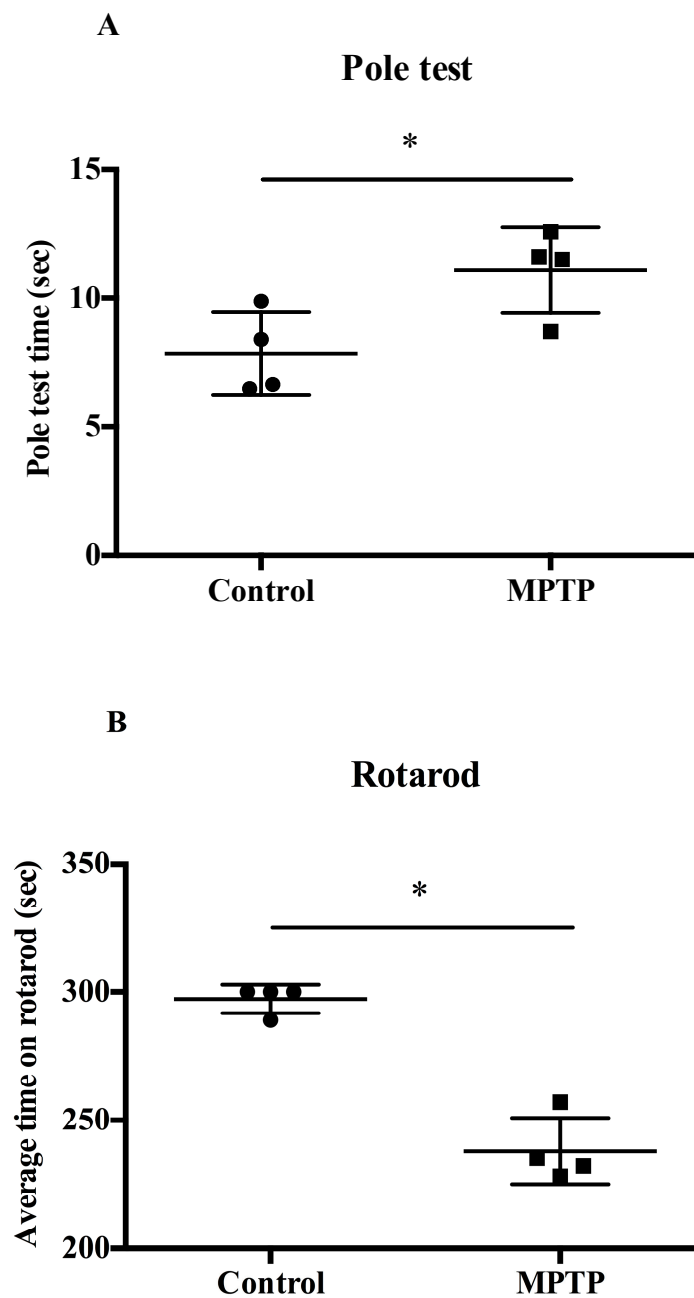 A
Pole test
*
15
10
5
0
Pole test time (sec)
Control MPTP
B
Rotarod
*
350
300
250
200
Average time on rotarod (sec)
Control MPTP